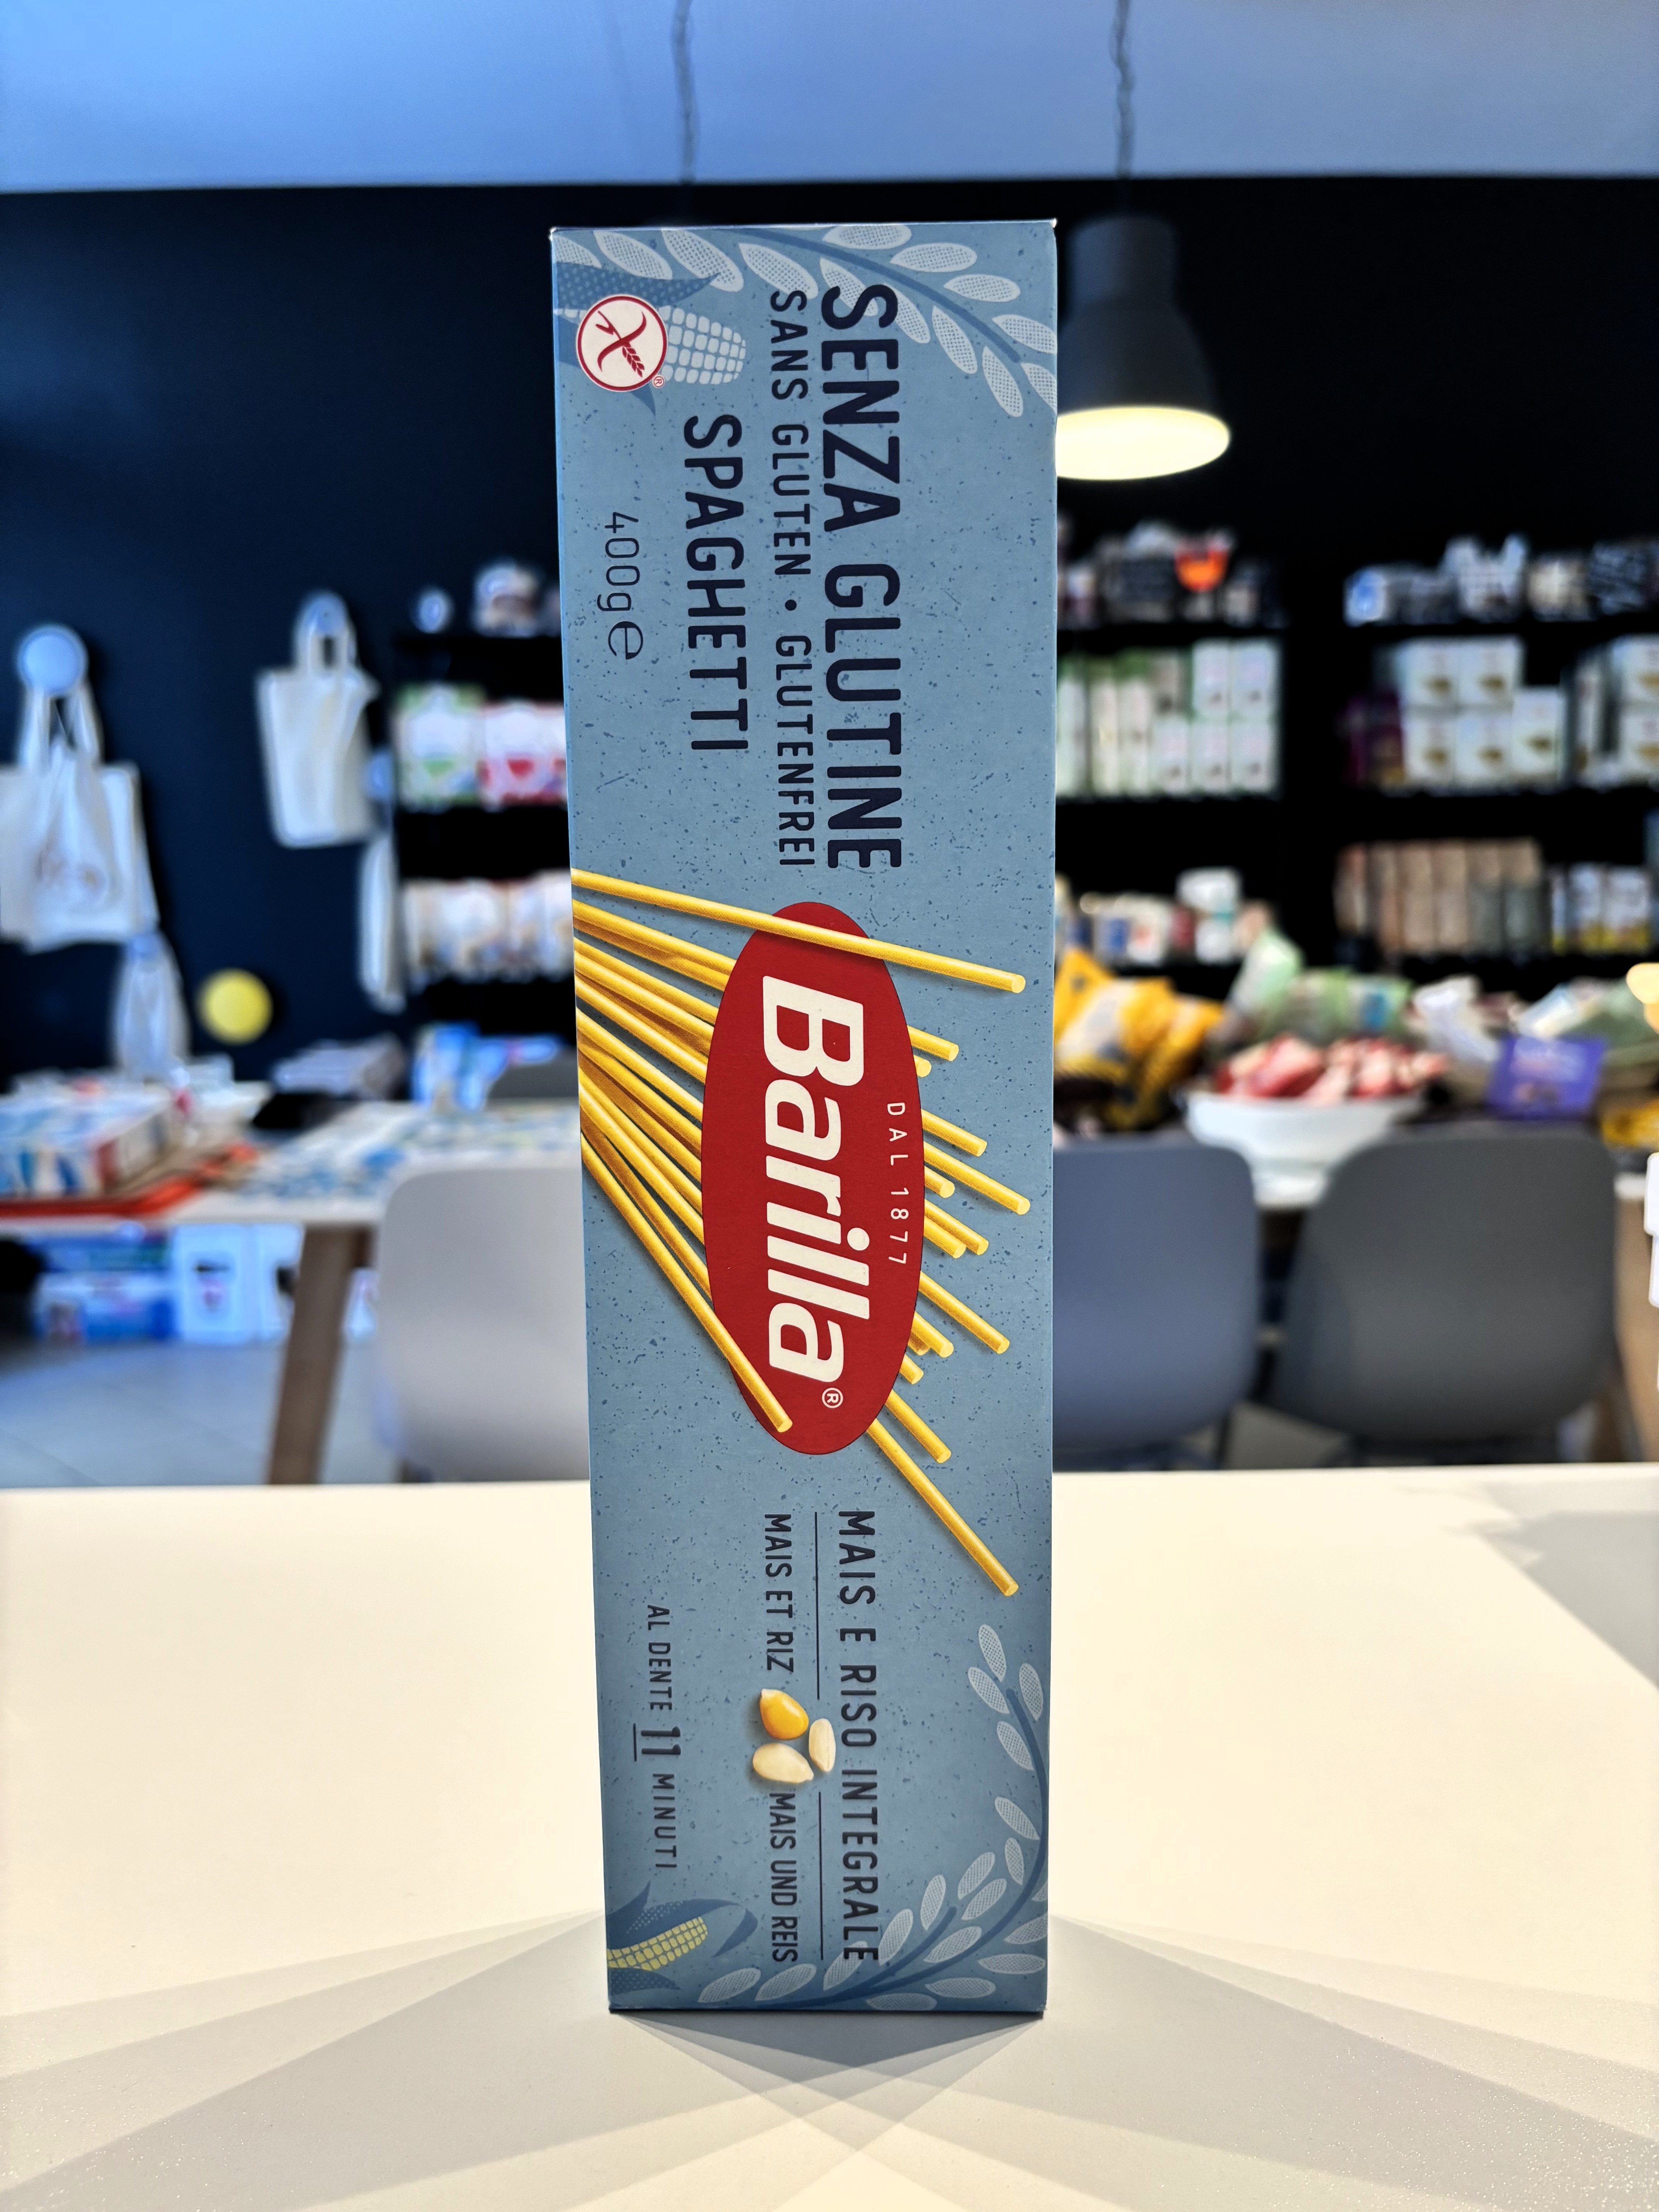 SENZA GLUTINE
SANS GLUTEN • GLUTENFREI
SPAGHETTI
400g ℮
DAL 1877
Barilla®
MAIS E RISO INTEGRALE
MAIS ET RIZ
MAIS UND REIS
AL DENTE 11 MINUTI